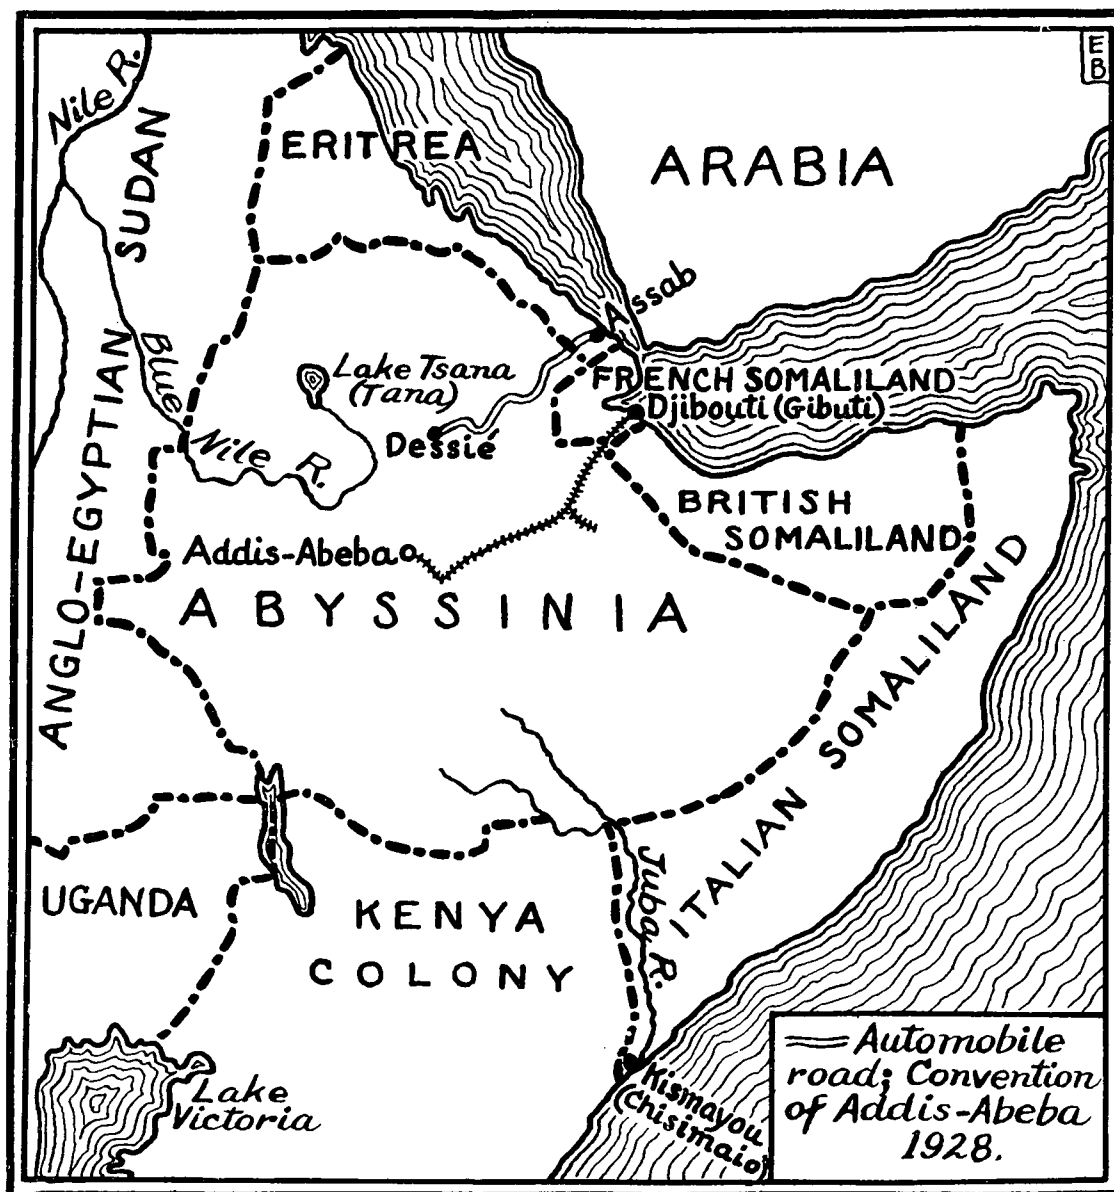 E
B
Nile R.
SUDAN
ERITREA
ARABIA
Assab
ANGLO-EGYPTIAN
Blue
Nile R.
Lake Tsana
(Tana)
FRENCH SOMALILAND
Djibouti (Gibuti)
Dessié
BRITISH
SOMALILAND
Addis-Abeba
ABYSSINIA
ITALIAN SOMALILAND
Juba R.
UGANDA
KENYA
COLONY
Lake
Victoria
Kismayou
(Chisimaio)
Automobile
road; Convention
of Addis-Abeba
1928.